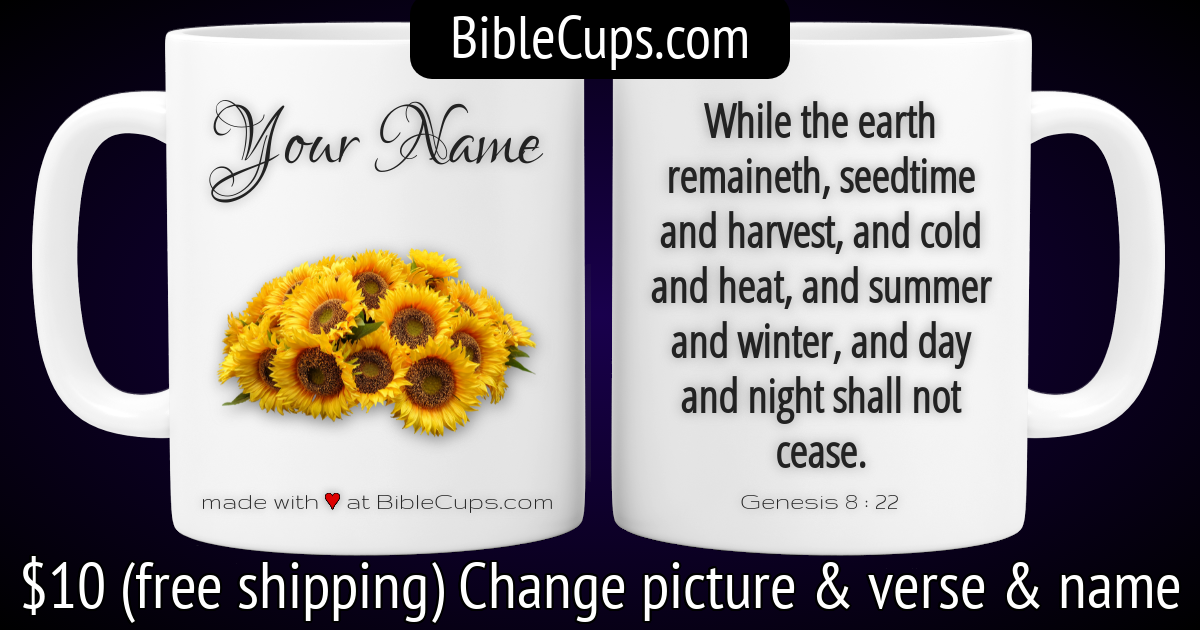 BibleCups.com
Your Name
made with ♥ at BibleCups.com
While the earth
remaineth, seedtime
and harvest, and cold
and heat, and summer
and winter, and day
and night shall not
cease.
Genesis 8 : 22
$10 (free shipping) Change picture & verse & name